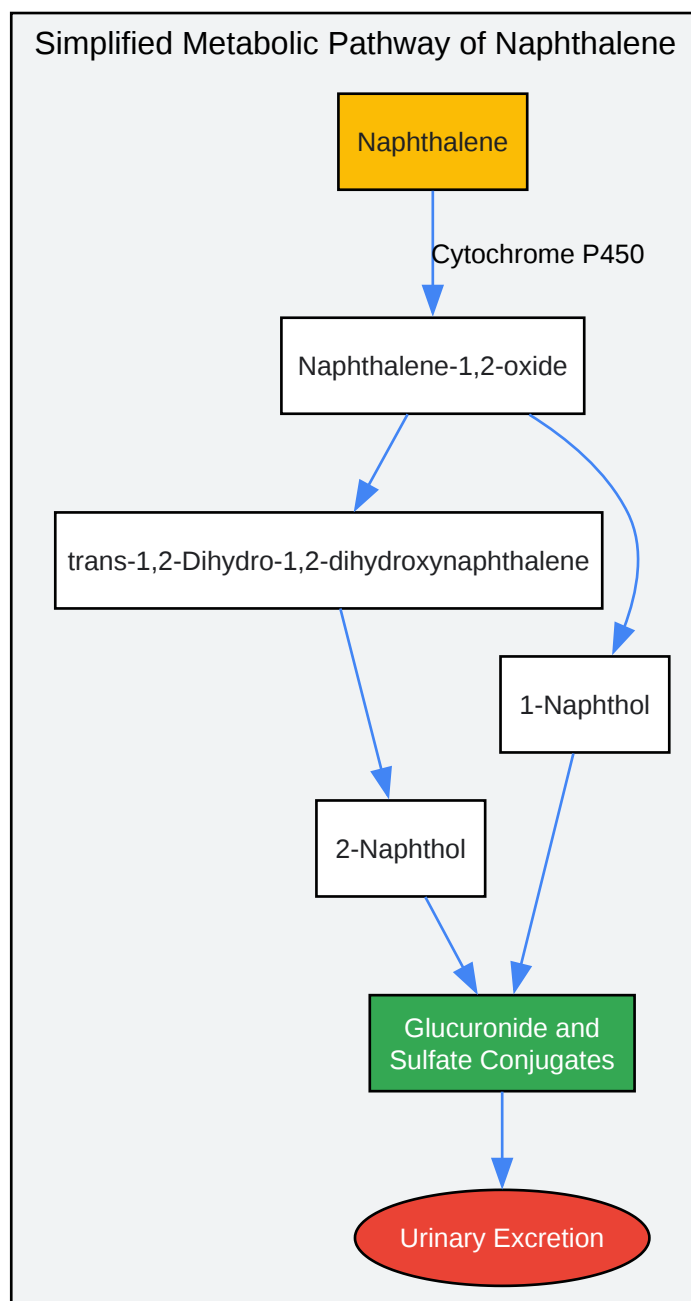 Simplified Metabolic Pathway of Naphthalene
Naphthalene
Cytochrome P450
Naphthalene-1,2-oxide
trans-1,2-Dihydro-1,2-dihydroxynaphthalene
1-Naphthol
2-Naphthol
Glucuronide and
Sulfate Conjugates
Urinary Excretion